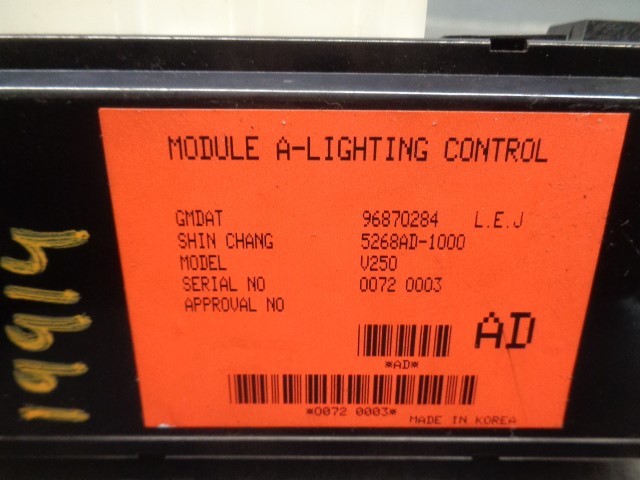 MODULE A-LIGHTING CONTROL
GMDAT 96870284 L.E.J
SHIN CHANG 5268AD-1000
MODEL V250
SERIAL NO 0072 0003
APPROVAL NO
AD
*AD*
*0072 0003*
MADE IN KOREA
19914